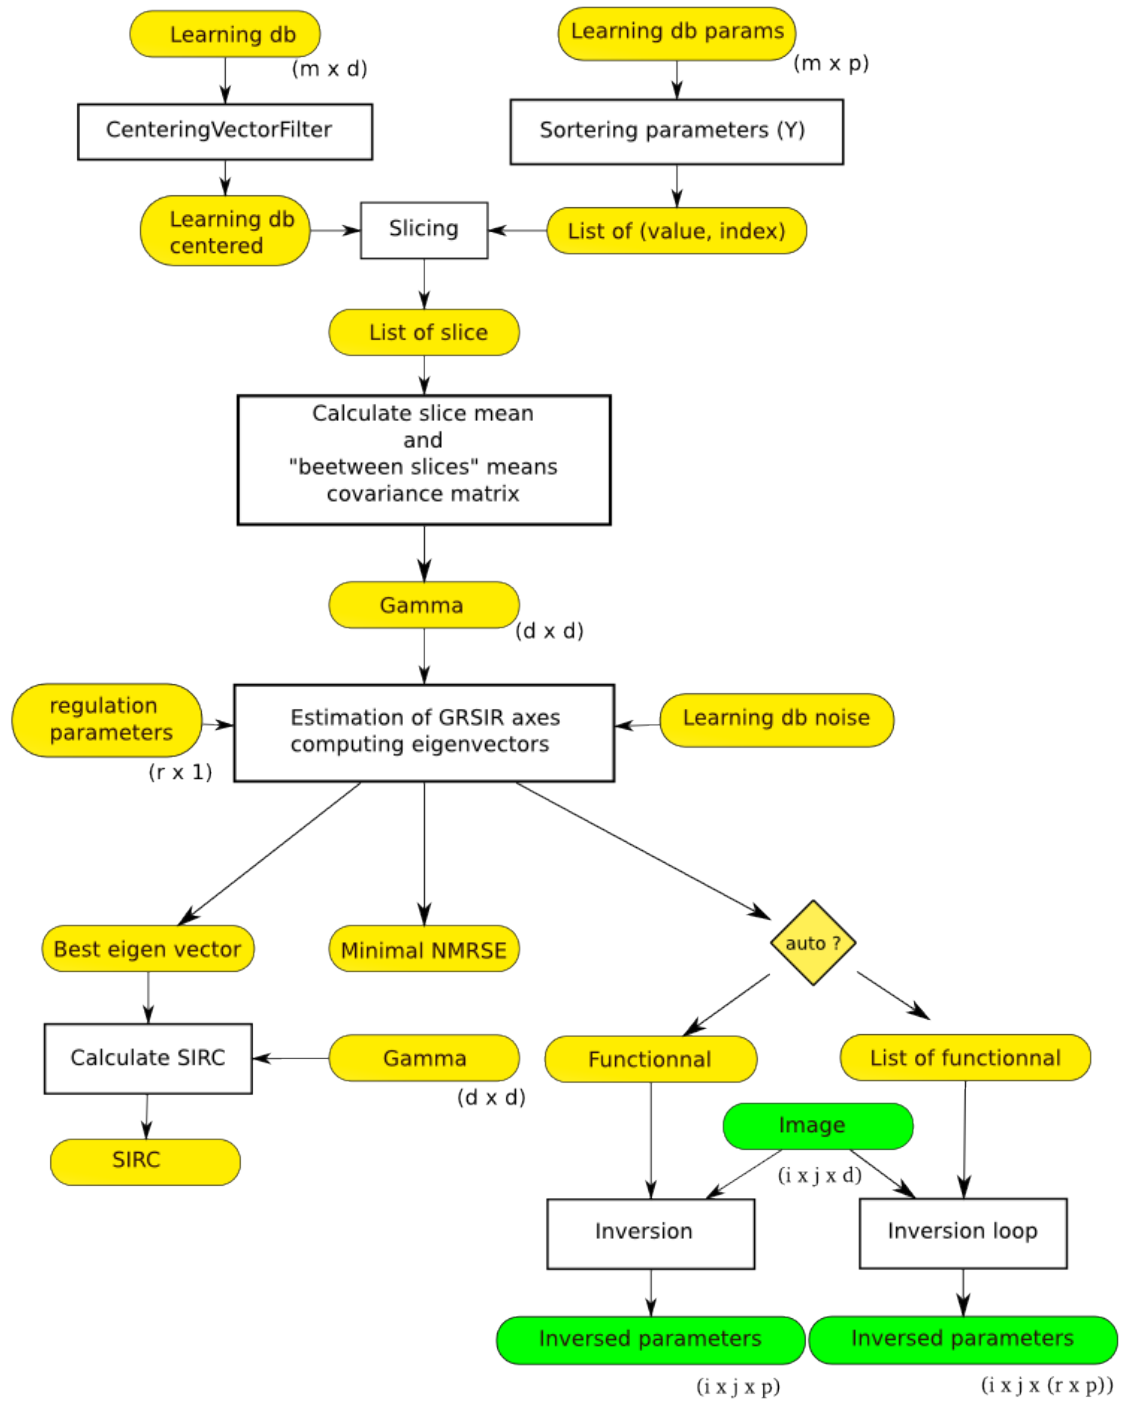 Learning db
(m x d)
Learning db params
(m x p)
CenteringVectorFilter
Sortering parameters (Y)
Learning db
centered
Slicing
List of (value, index)
List of slice
Calculate slice mean
and
"beetween slices" means
covariance matrix
Gamma
(d x d)
regulation
parameters
(r x 1)
Estimation of GRSIR axes
computing eigenvectors
Learning db noise
Best eigen vector
Minimal NMRSE
auto ?
Calculate SIRC
Gamma
(d x d)
Functionnal
List of functionnal
Image
(i x j x d)
SIRC
Inversion
Inversion loop
Inversed parameters
(i x j x p)
Inversed parameters
(i x j x (r x p))